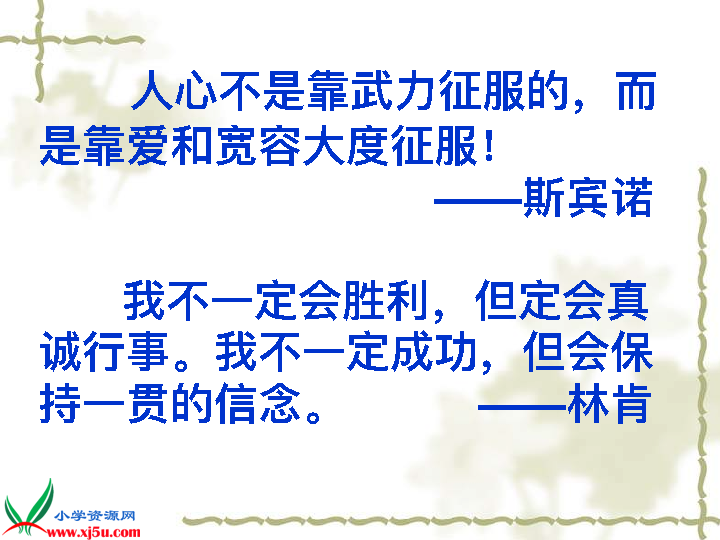 人心不是靠武力征服的，而
是靠爱和宽容大度征服！
——斯宾诺
我不一定会胜利，但定会真
诚行事。我不一定成功，但会保
持一贯的信念。 ——林肯
小学资源网
www.xj5u.com